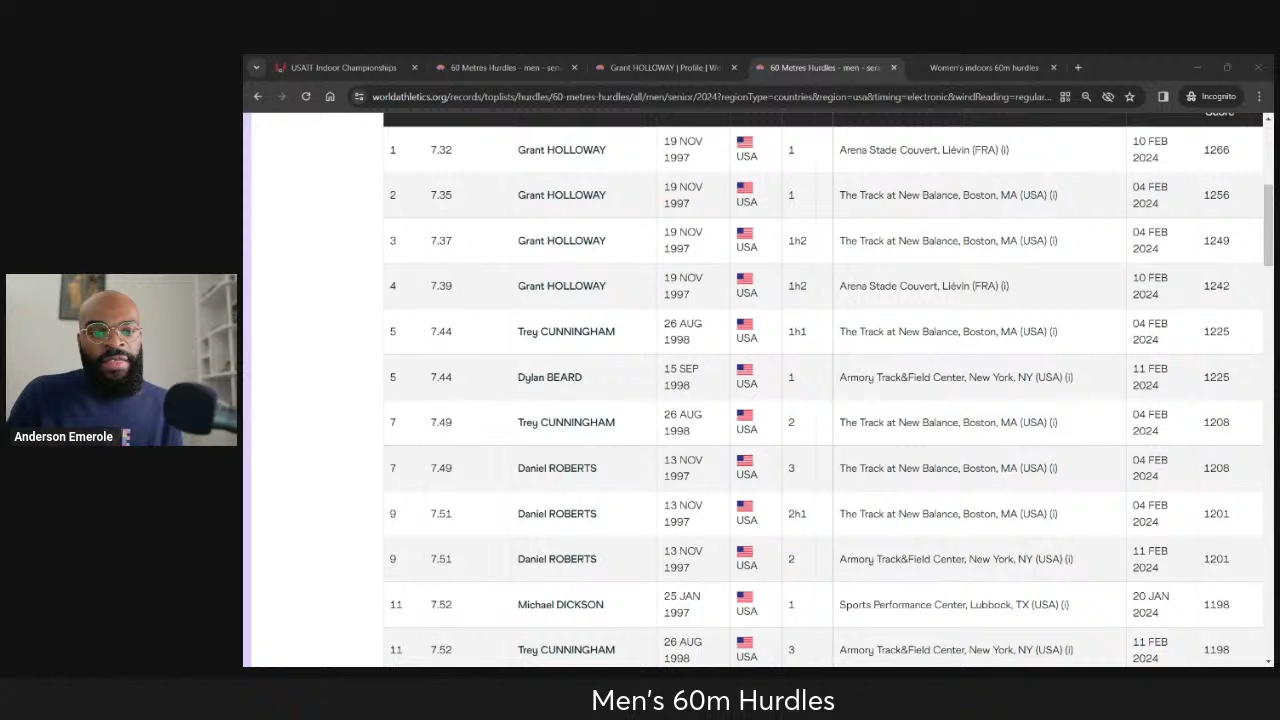 USATF Indoor Championships
60 Metres Hurdles - men - sen
Grant HOLLOWAY | Profile | Wo
60 Metres Hurdles - men - sen
Women's indoors 60m hurdles
worldathletics.org/records/toplists/hurdles/60-metres-hurdles/all/men/senior/2024?regionType=countries&region=usa&timing=electronic&windReading=regular...
Incognito
Score
1 7.32 Grant HOLLOWAY 19 NOV 1997 USA 1 Arena Stade Couvert, Liévin (FRA) (i) 10 FEB 2024 1266
2 7.35 Grant HOLLOWAY 19 NOV 1997 USA 1 The Track at New Balance, Boston, MA (USA) (i) 04 FEB 2024 1256
3 7.37 Grant HOLLOWAY 19 NOV 1997 USA 1h2 The Track at New Balance, Boston, MA (USA) (i) 04 FEB 2024 1249
4 7.39 Grant HOLLOWAY 19 NOV 1997 USA 1h2 Arena Stade Couvert, Liévin (FRA) (i) 10 FEB 2024 1242
5 7.44 Trey CUNNINGHAM 26 AUG 1998 USA 1h1 The Track at New Balance, Boston, MA (USA) (i) 04 FEB 2024 1225
5 7.44 Dylan BEARD 15 SEP 1998 USA 1 Armory Track&Field Center, New York, NY (USA) (i) 11 FEB 2024 1225
7 7.49 Trey CUNNINGHAM 26 AUG 1998 USA 2 The Track at New Balance, Boston, MA (USA) (i) 04 FEB 2024 1208
7 7.49 Daniel ROBERTS 13 NOV 1997 USA 3 The Track at New Balance, Boston, MA (USA) (i) 04 FEB 2024 1208
9 7.51 Daniel ROBERTS 13 NOV 1997 USA 2h1 The Track at New Balance, Boston, MA (USA) (i) 04 FEB 2024 1201
9 7.51 Daniel ROBERTS 13 NOV 1997 USA 2 Armory Track&Field Center, New York, NY (USA) (i) 11 FEB 2024 1201
11 7.52 Michael DICKSON 25 JAN 1997 USA 1 Sports Performance Center, Lubbock, TX (USA) (i) 20 JAN 2024 1198
11 7.52 Trey CUNNINGHAM 26 AUG 1998 USA 3 Armory Track&Field Center, New York, NY (USA) (i) 11 FEB 2024 1198
Anderson Emerole
Men's 60m Hurdles